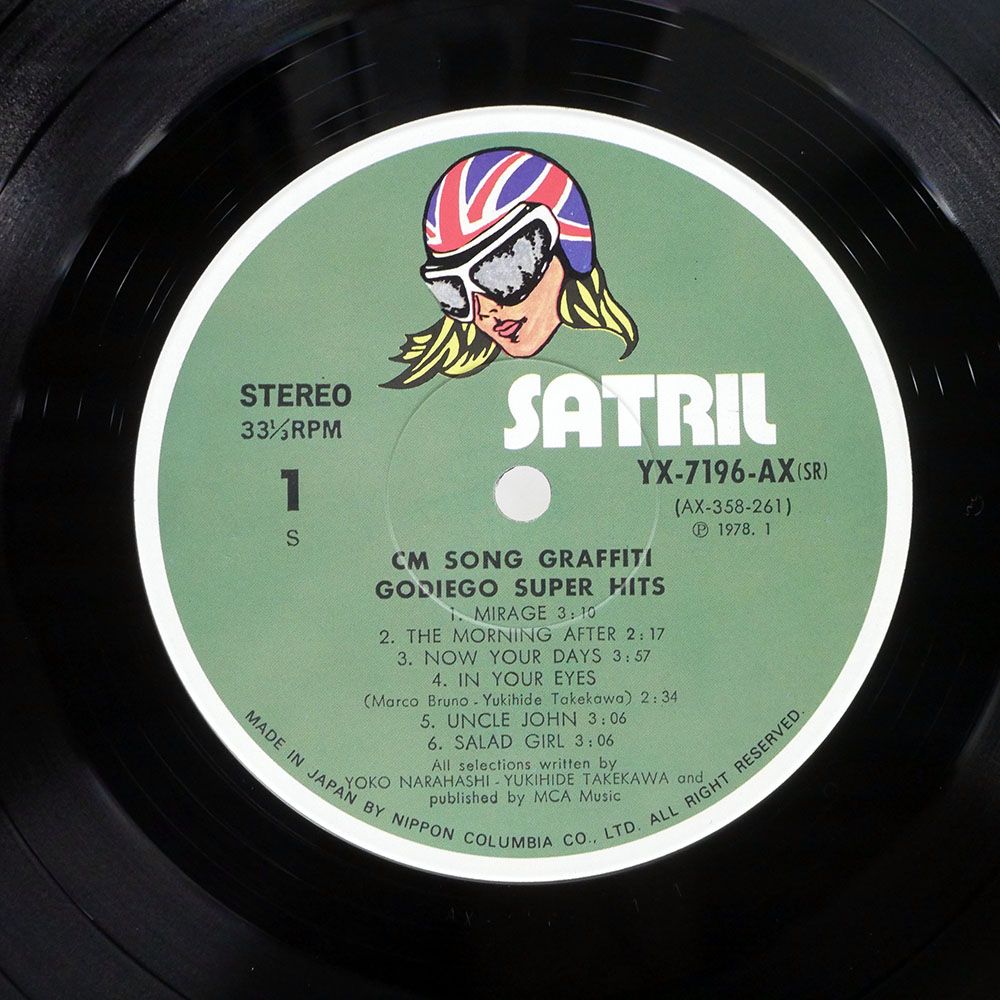 SATRIL
STEREO
33⅓RPM
YX-7196-AX(SR)
1
(AX-358-261)
S
Ⓟ 1978. 1
CM SONG GRAFFITI
GODIEGO SUPER HITS
1. MIRAGE 3:10
2. THE MORNING AFTER 2:17
3. NOW YOUR DAYS 3:57
4. IN YOUR EYES
(Marco Bruno - Yukihide Takekawa) 2:34
5. UNCLE JOHN 3:06
6. SALAD GIRL 3:06
All selections written by
YOKO NARAHASHI - YUKIHIDE TAKEKAWA and
published by MCA Music
MADE IN JAPAN BY NIPPON COLUMBIA CO., LTD. ALL RIGHT RESERVED.